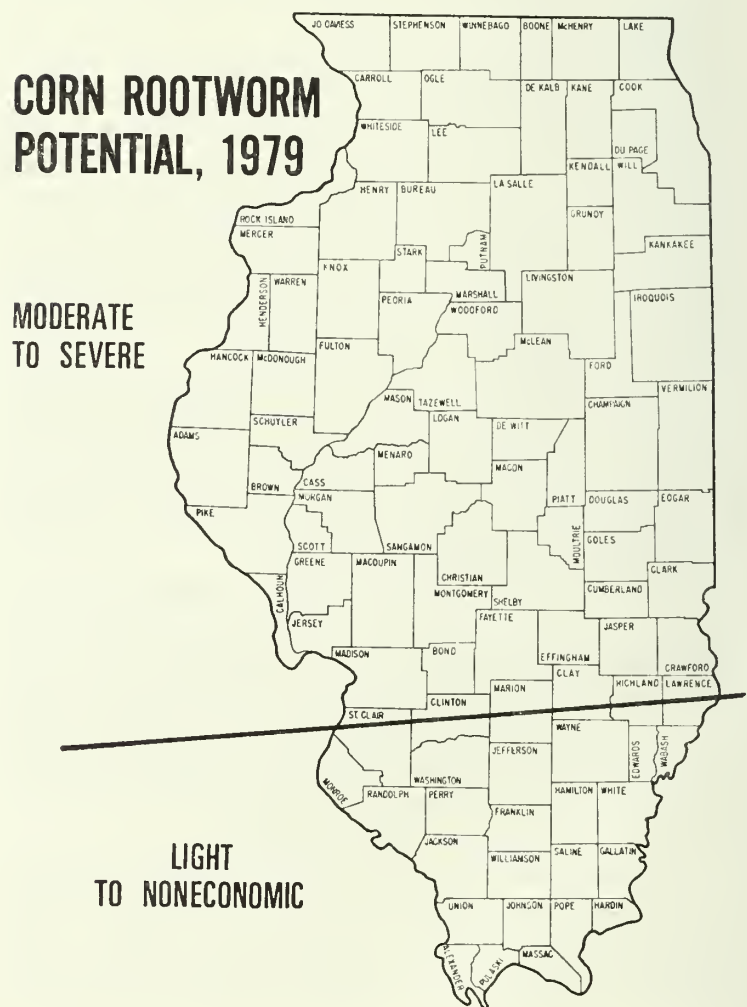 CORN ROOTWORM
POTENTIAL, 1979
MODERATE
TO SEVERE
LIGHT
TO NONECONOMIC
JO DAVIESS
STEPHENSON
WINNEBAGO
BOONE
McHENRY
LAKE
CARROLL
OGLE
DE KALB
KANE
COOK
WHITESIDE
LEE
DU PAGE
KENDALL
WILL
HENRY
BUREAU
LA SALLE
GRUNDY
ROCK ISLAND
MERCER
STARK
PUTNAM
KANKAKEE
KNOX
WARREN
HENDERSON
PEORIA
MARSHALL
WOODFORD
LIVINGSTON
IROQUOIS
FULTON
McLEAN
HANCOCK
McDONOUGH
FORD
VERMILION
MASON
TAZEWELL
LOGAN
CHAMPAIGN
SCHUYLER
DE WITT
ADAMS
MENARD
MACON
BROWN
CASS
MORGAN
PIATT
DOUGLAS
EDGAR
PIKE
SCOTT
SANGAMON
MOULTRIE
COLES
GREENE
MACOUPIN
CHRISTIAN
CLARK
CALHOUN
MONTGOMERY
SHELBY
CUMBERLAND
JERSEY
FAYETTE
JASPER
MADISON
BOND
EFFINGHAM
CRAWFORD
CLAY
MARION
RICHLAND
LAWRENCE
CLINTON
ST. CLAIR
WAYNE
JEFFERSON
EDWARDS
WABASH
WASHINGTON
MONROE
RANDOLPH
PERRY
HAMILTON
WHITE
FRANKLIN
JACKSON
WILLIAMSON
SALINE
GALLATIN
UNION
JOHNSON
POPE
HARDIN
ALEXANDER
PULASKI
MASSAC